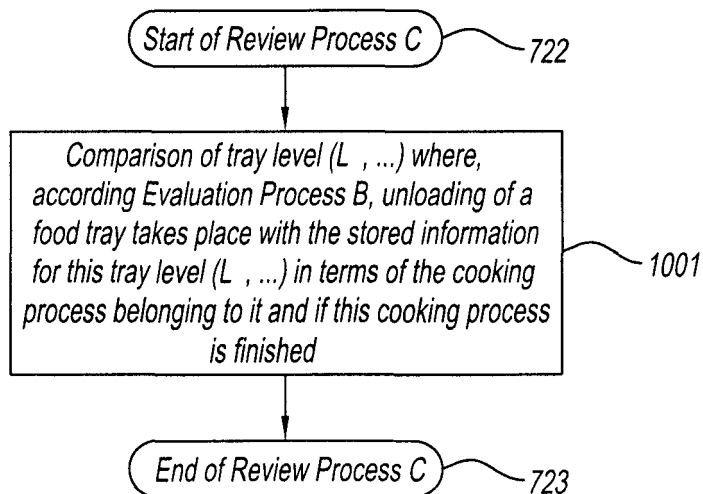 Start of Review Process C
722
Comparison of tray level (L , ...) where,
according Evaluation Process B, unloading of a
food tray takes place with the stored information
for this tray level (L , ...) in terms of the cooking
process belonging to it and if this cooking process
is finished
1001
End of Review Process C
723